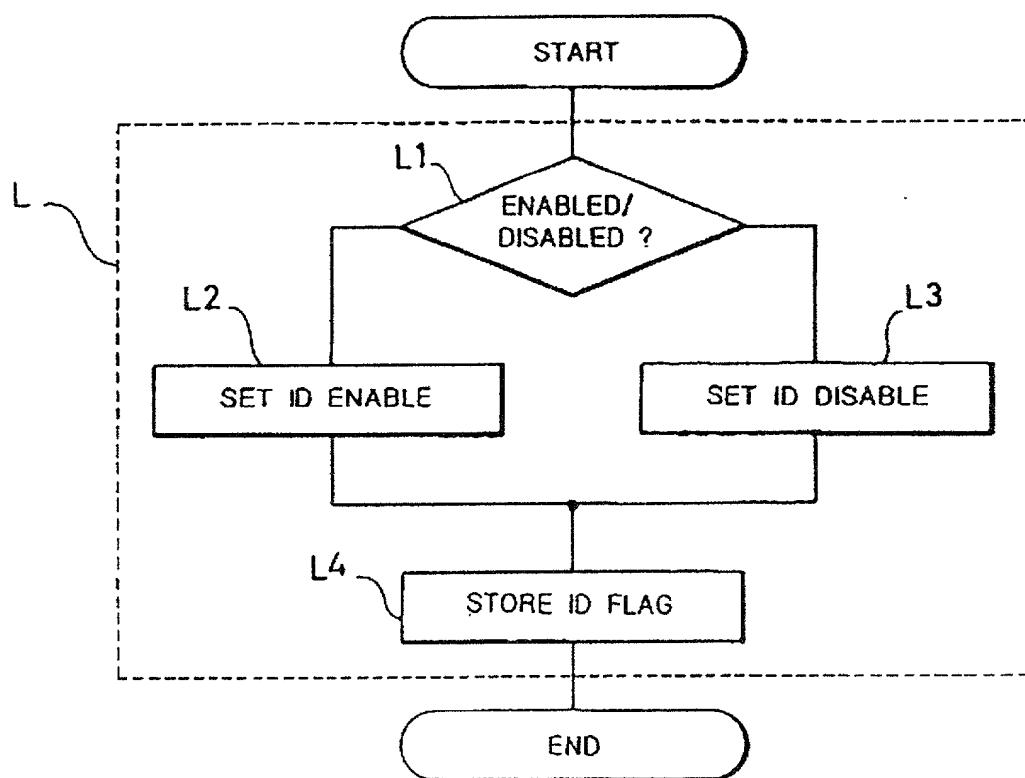 START
L1
L
ENABLED/
DISABLED ?
L2
L3
SET ID ENABLE
SET ID DISABLE
L4
STORE ID FLAG
END